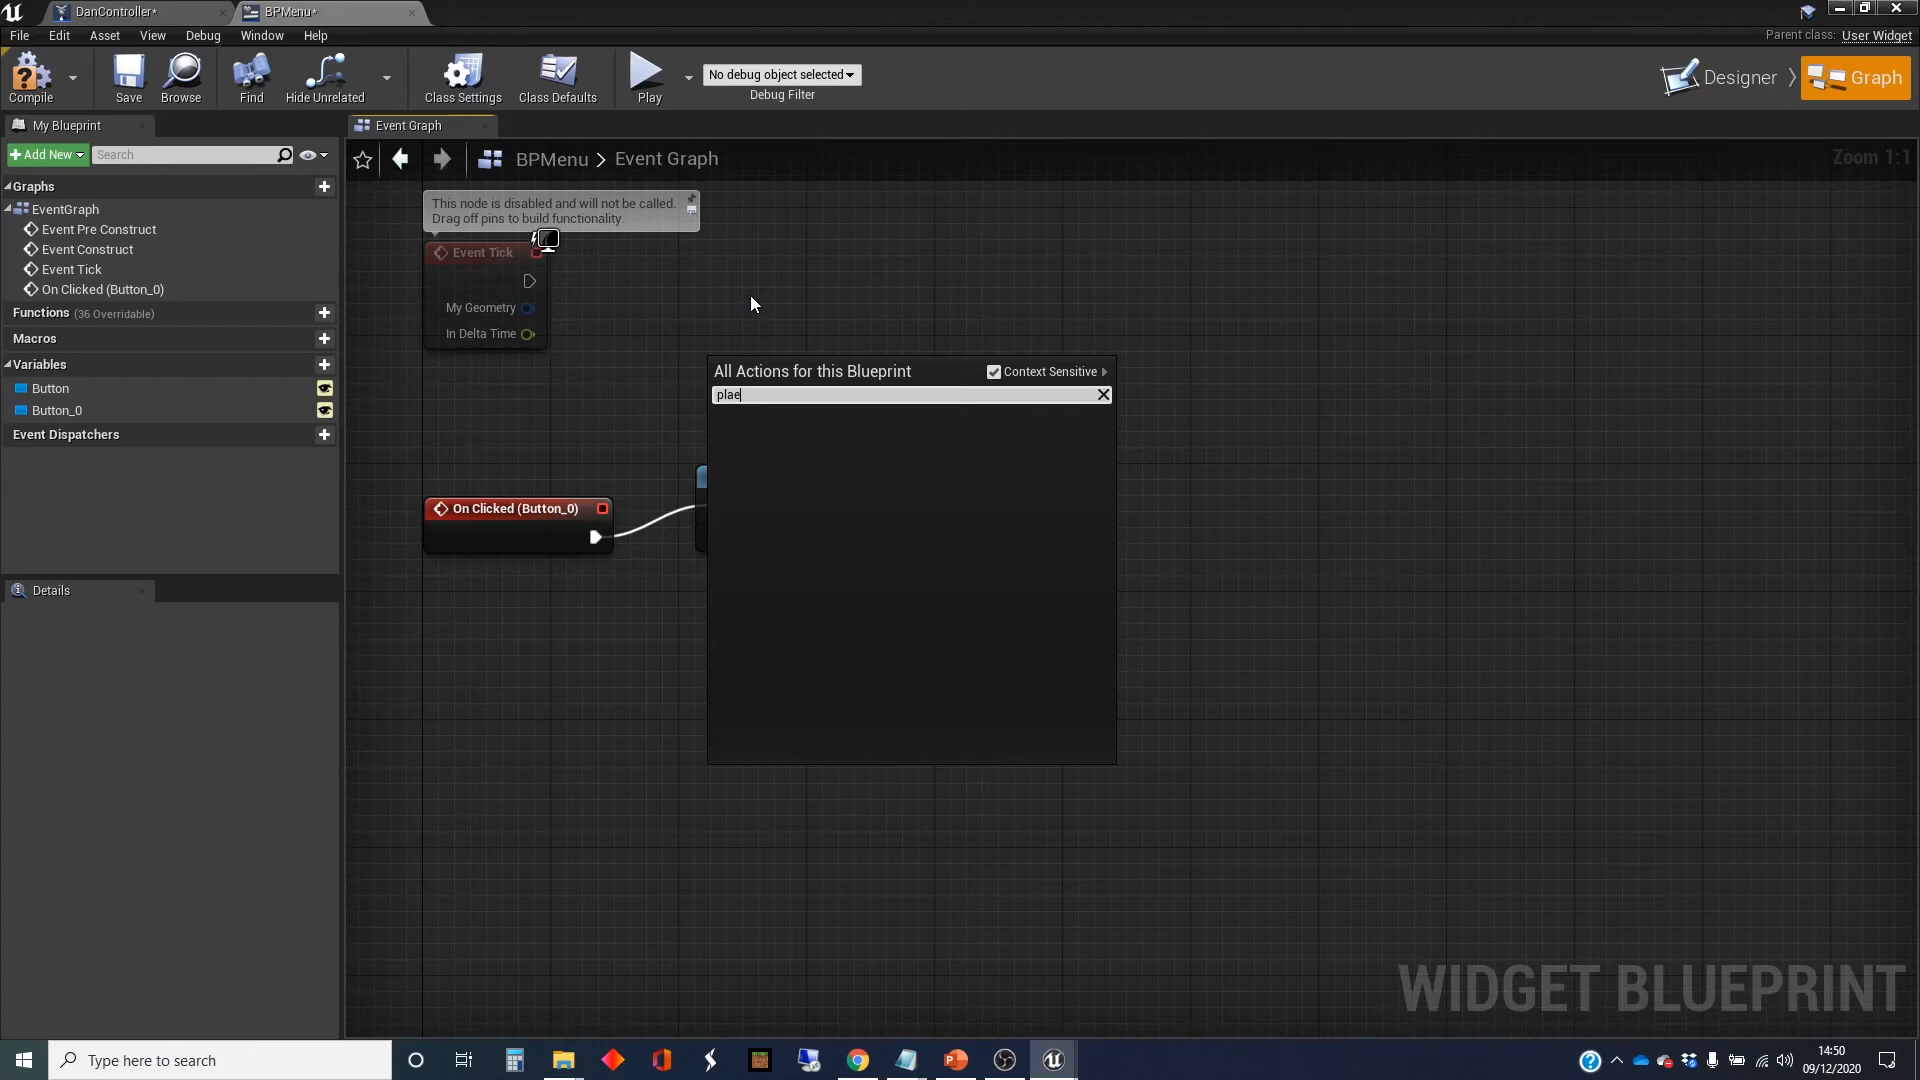 DanController*
BPMenu*
File Edit Asset View Debug Window Help
Parent class: User Widget
Compile
Save
Browse
Find
Hide Unrelated
Class Settings
Class Defaults
Play
No debug object selected
Debug Filter
Designer
Graph
My Blueprint
Event Graph
Add New
Search
BPMenu > Event Graph
Zoom 1:1
Graphs
EventGraph
Event Pre Construct
Event Construct
Event Tick
On Clicked (Button_0)
Functions (36 Overridable)
Macros
Variables
Button
Button_0
Event Dispatchers
Details
This node is disabled and will not be called.
Drag off pins to build functionality.
Event Tick
My Geometry
In Delta Time
All Actions for this Blueprint
Context Sensitive
plae
On Clicked (Button_0)
WIDGET BLUEPRINT
Type here to search
14:50
09/12/2020